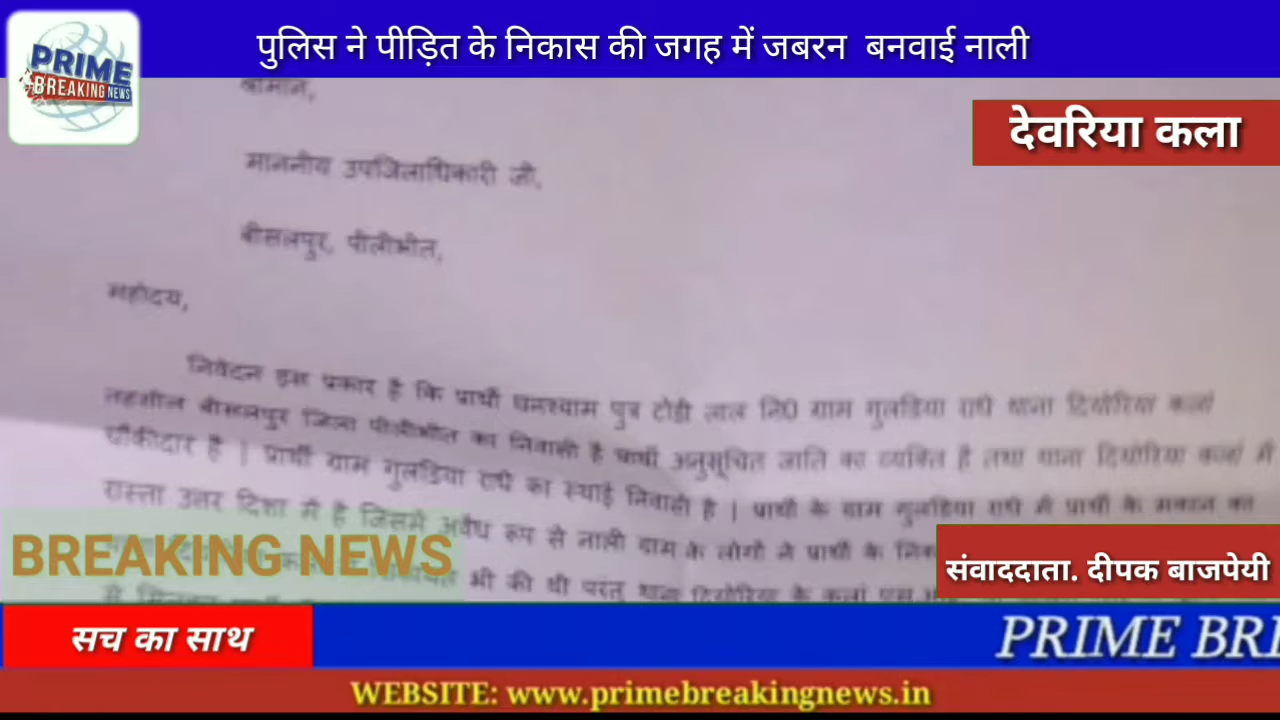 पुलिस ने पीड़ित के निकास की जगह में जबरन बनवाई नाली
PRIME
BREAKING NEWS
देवरिया कला
श्रीमान,
माननीय उपजिलाधिकारी जी,
बीसलपुर, पीलीभीत,
महोदय,
निवेदन इस प्रकार है कि प्रार्थी घनश्याम पुत्र टोडी लाल नि0 ग्राम गुलडिया राधे थाना दियोरिया कलां
तहसील बीसलपुर जिला पीलीभीत का निवासी है प्रार्थी अनुसूचित जाति का व्यक्ति है तथा थाना दियोरिया कलां में
चौकीदार है | प्रार्थी ग्राम गुलडिया राधे का स्थाई निवासी है | प्रार्थी के ग्राम गुलडिया राधे में प्रार्थी के मकान का
रास्ता उत्तर दिशा में है जिसमे अवैध रूप से नाली ग्राम के लोगों ने प्रार्थी के
भी की थी परंतु थाना दियोरिया के कलां
BREAKING NEWS
संवाददाता. दीपक बाजपेयी
सच का साथ
PRIME BRE
WEBSITE: www.primebreakingnews.in